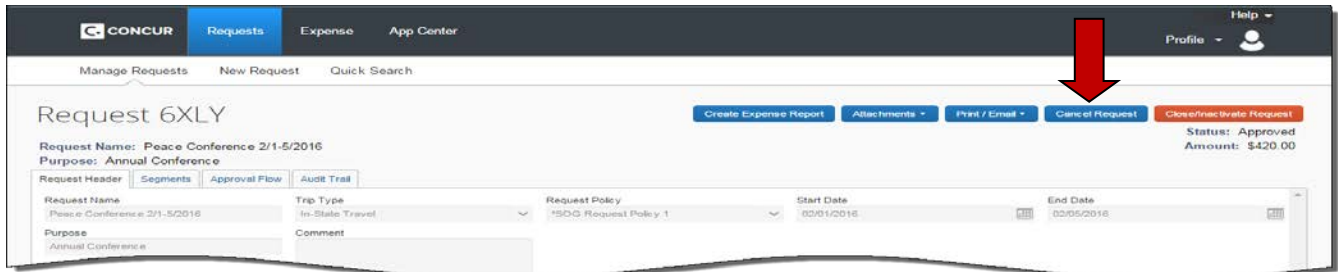 Help
C. CONCUR Requests Expense App Center
Profile
Manage Requests New Request Quick Search
Request 6XLY
Create Expense Report Attachments Print / Email Cancel Request Close/Inactivate Request
Status: Approved
Request Name: Peace Conference 2/1-5/2016
Amount: $420.00
Purpose: Annual Conference
Request Header Segments Approval Flow Audit Trail
Request Name Trip Type Request Policy Start Date End Date
Peace Conference 2/1-5/2016 In-State Travel *SOG Request Policy 1 02/01/2016 02/05/2016
Purpose Comment
Annual Conference